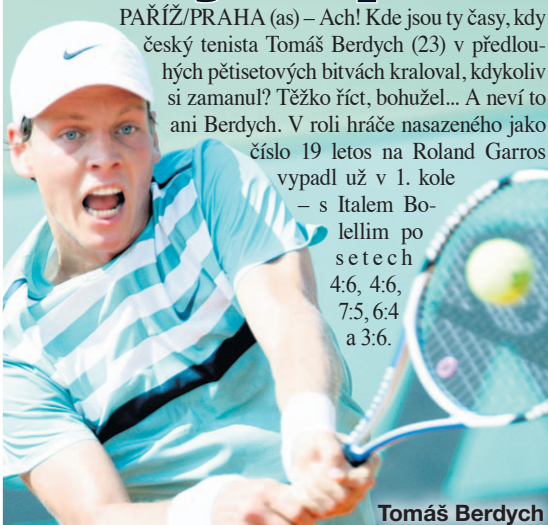 PAŘÍŽ/PRAHA (as) – Ach! Kde jsou ty časy, kdy
český tenista Tomáš Berdych (23) v předlou-
hých pětisetových bitvách kraloval, kdykoliv
si zamanul? Těžko říct, bohužel... A neví to
ani Berdych. V roli hráče nasazeného jako
číslo 19 letos na Roland Garros
vypadl už v 1. kole
– s Italem Bo-
lellim po
setech
4:6, 4:6,
7:5, 6:4
a 3:6.
Tomáš Berdych